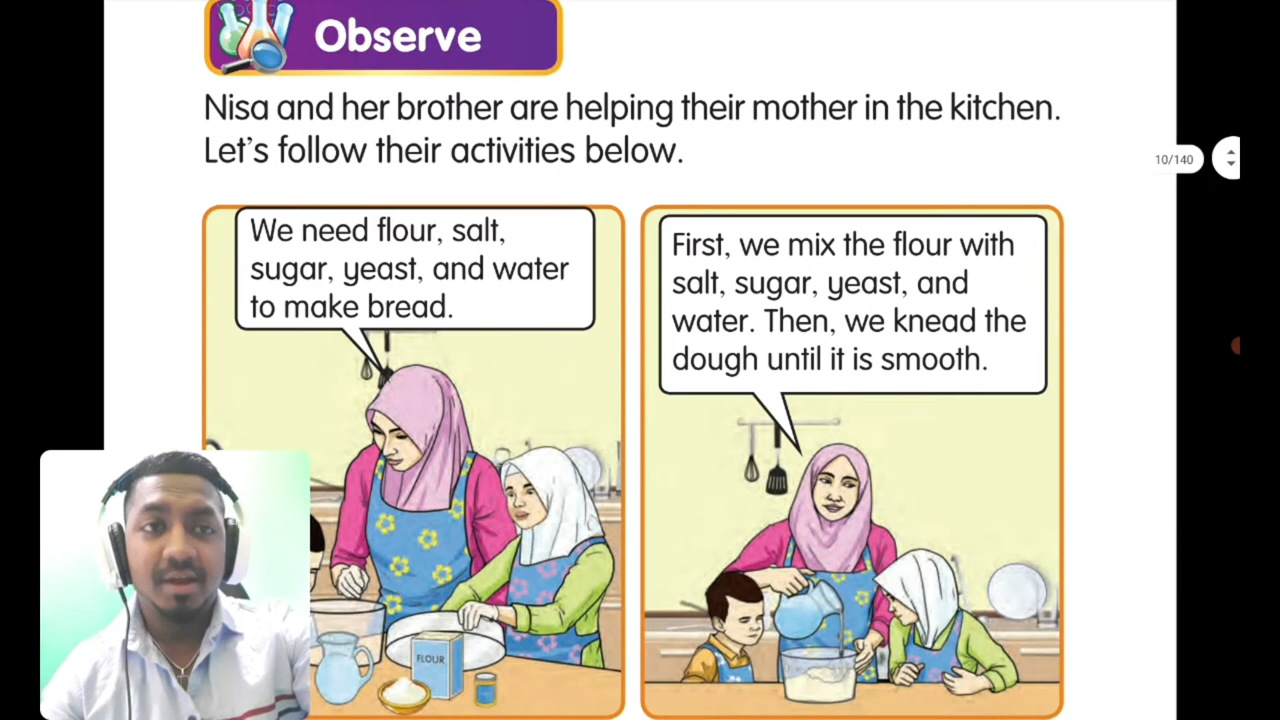 Observe
Nisa and her brother are helping their mother in the kitchen.
Let's follow their activities below.
10/140
We need flour, salt,
sugar, yeast, and water
to make bread.
First, we mix the flour with
salt, sugar, yeast, and
water. Then, we knead the
dough until it is smooth.
FLOUR